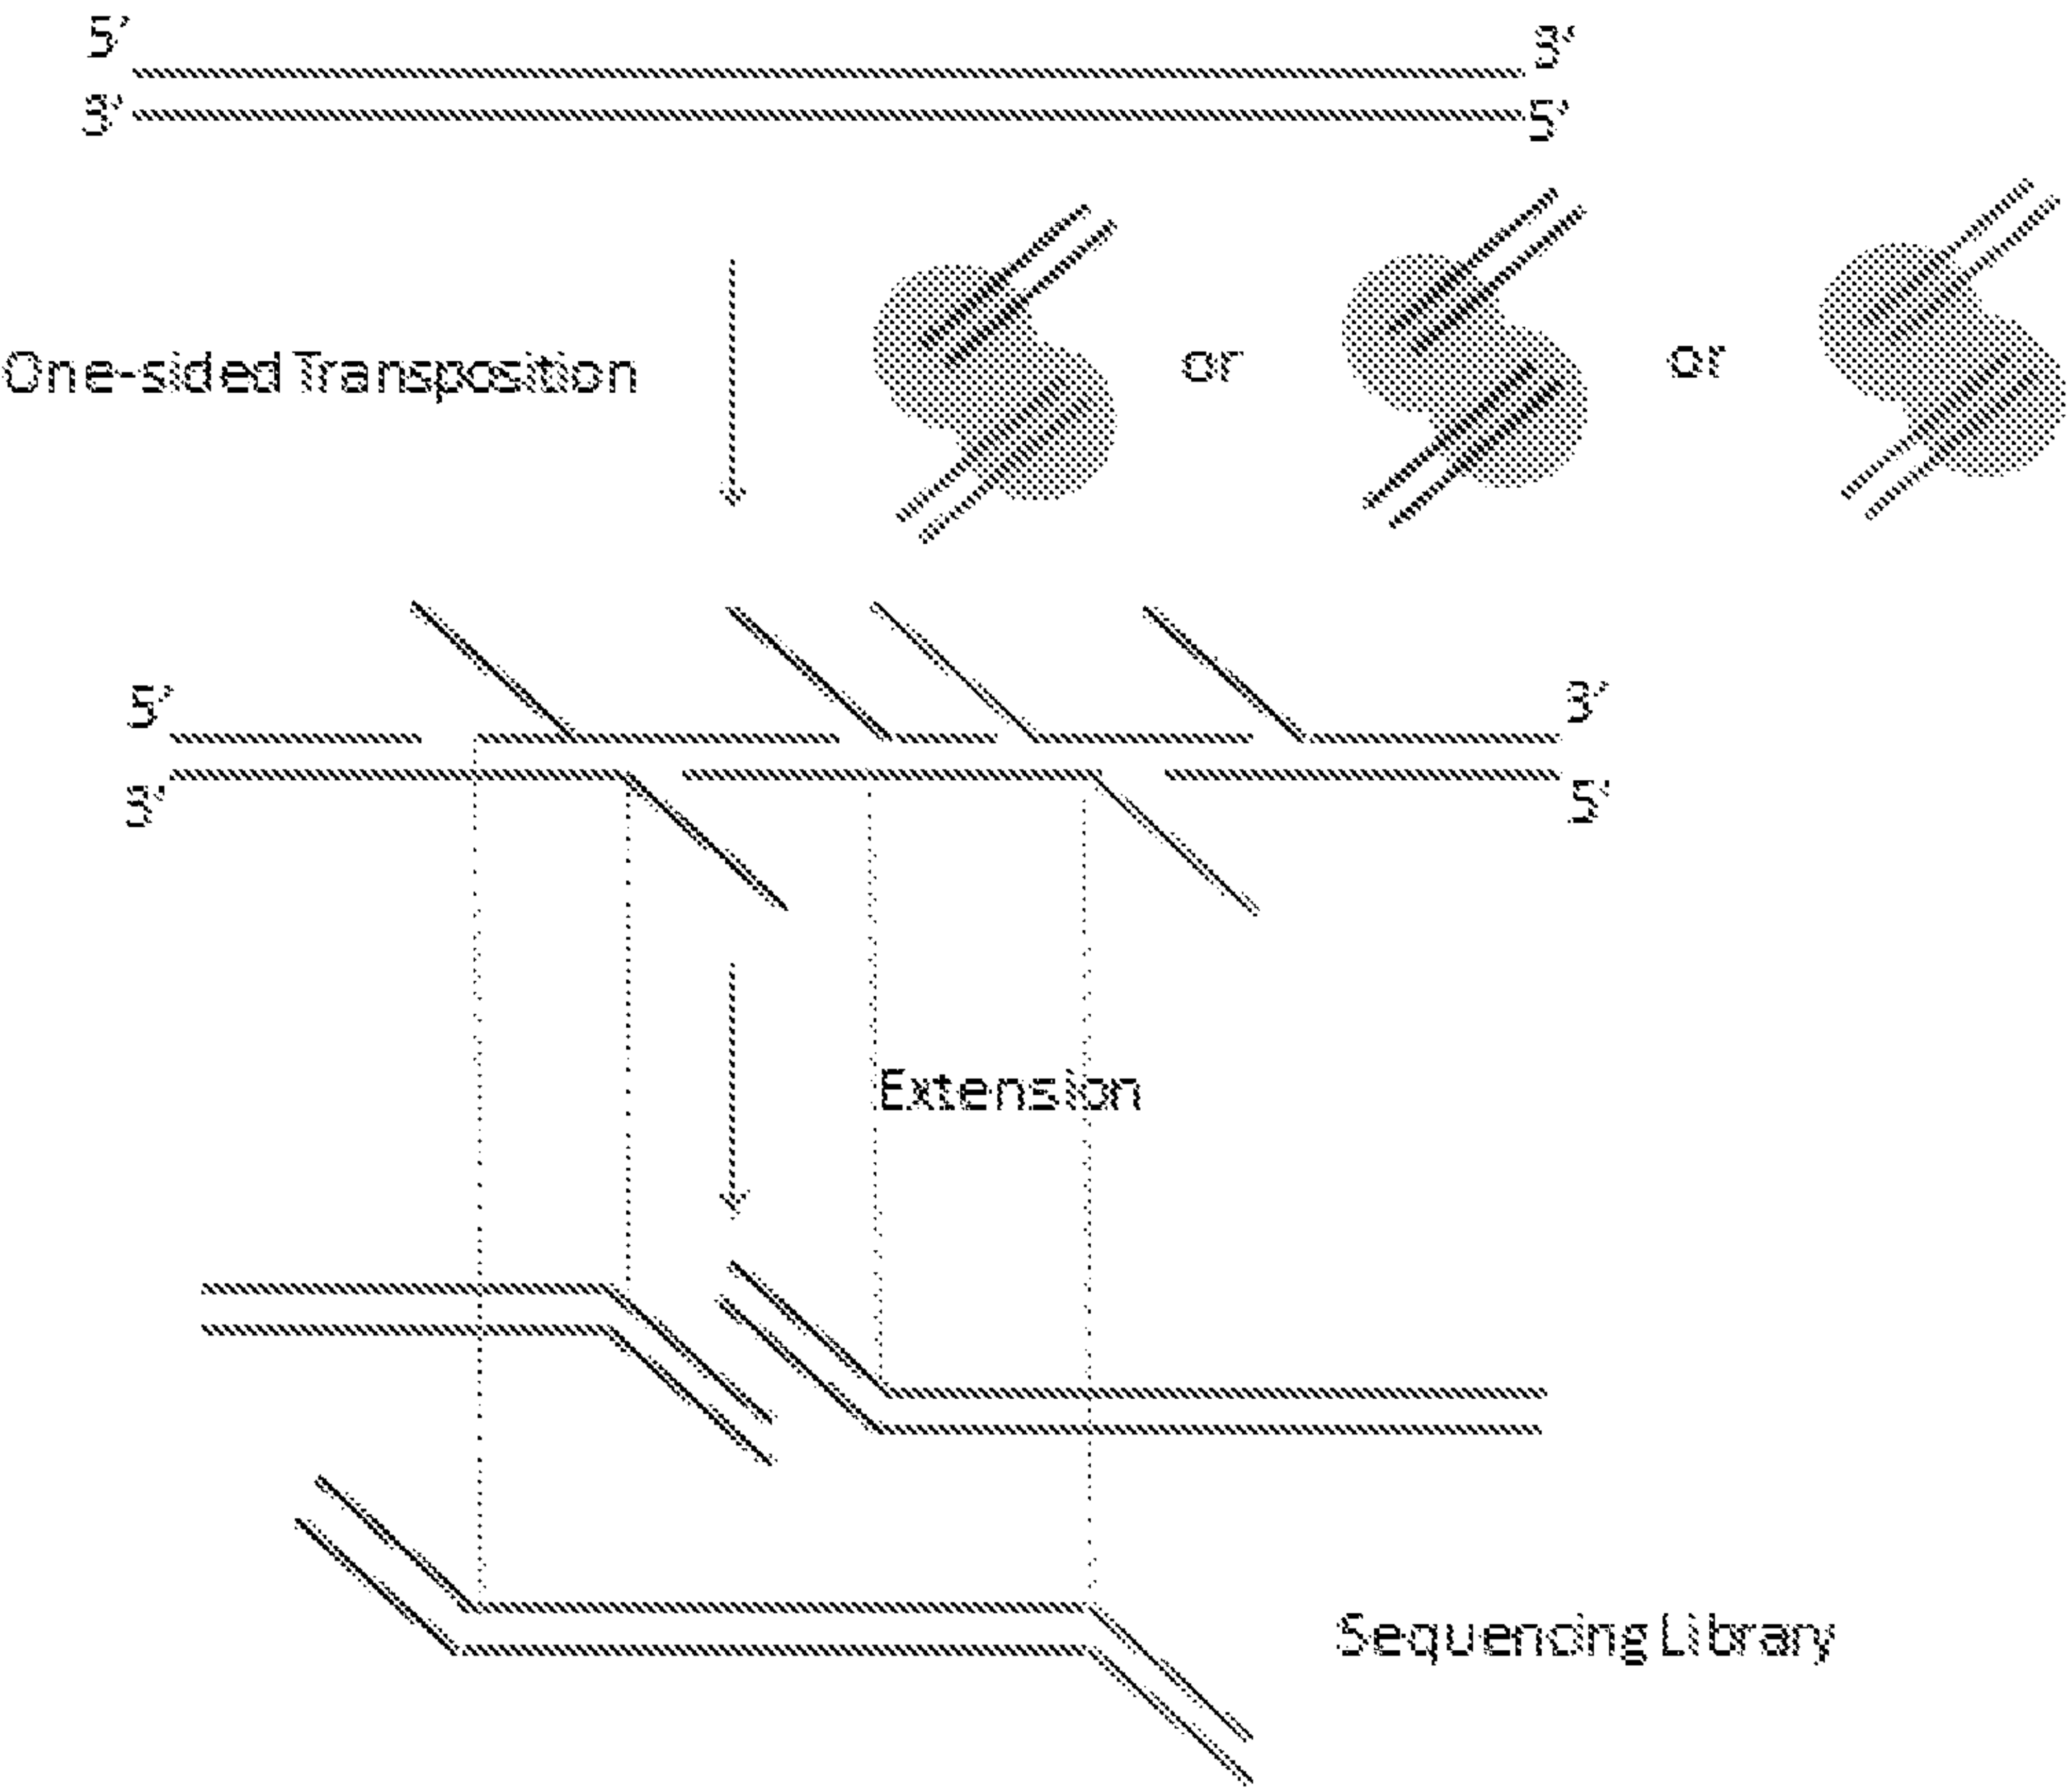 5’ 3’
3’ 5’
One-sided Transposition
or or
5’ 3’
3’ 5’
Extension
Sequencing Library